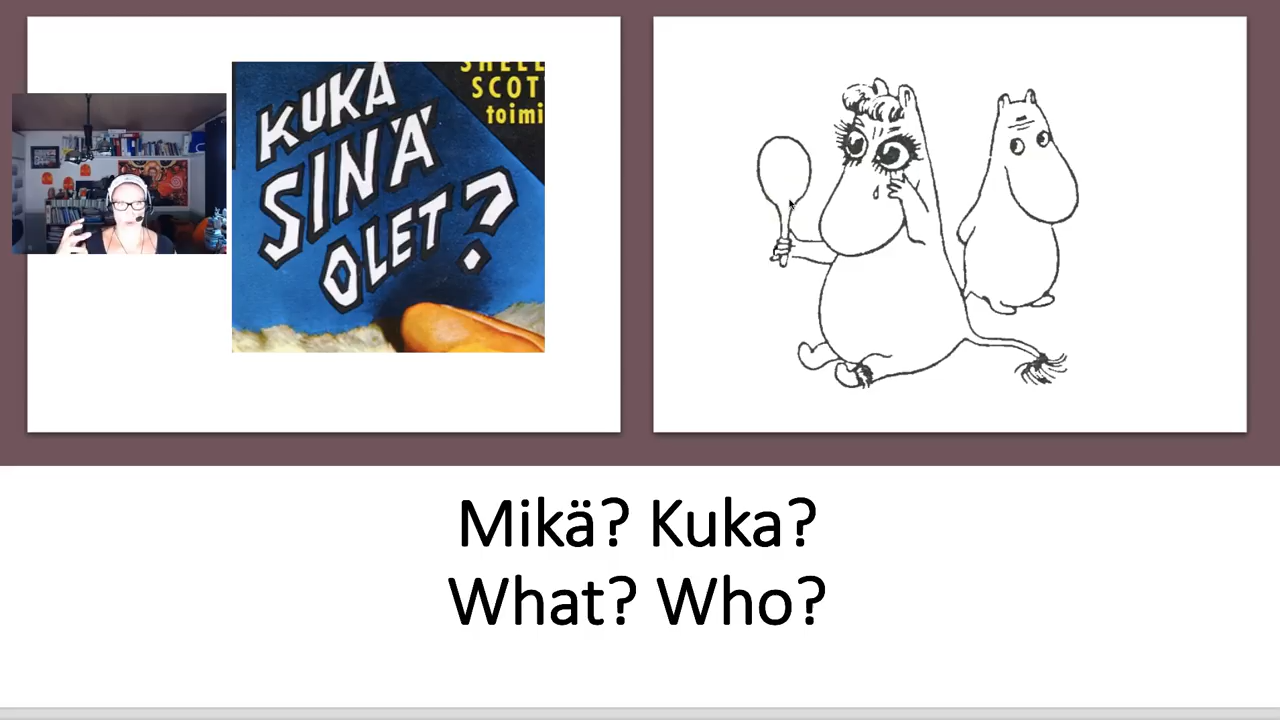 KUKA
SINÄ
OLET?
SCOTT
toimi
Mikä? Kuka?
What? Who?